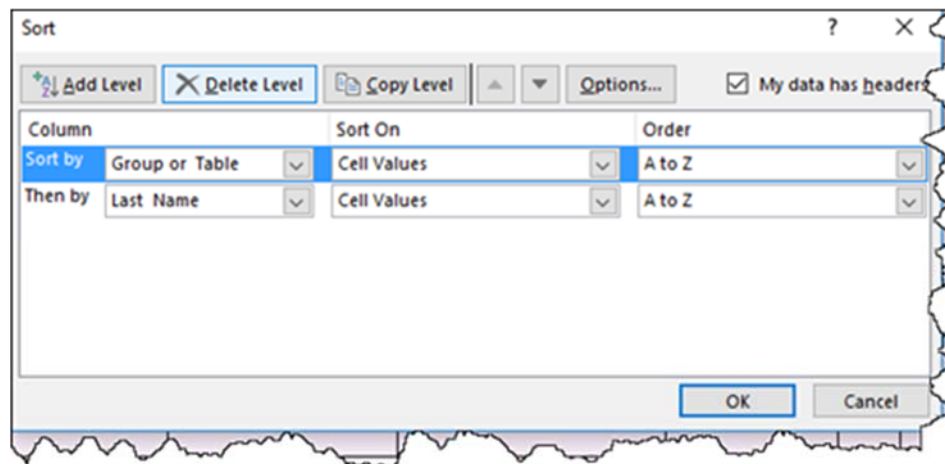 Sort ?
Add Level Delete Level Copy Level Options... My data has headers
Column Sort On Order
Sort by Group or Table Cell Values A to Z
Then by Last Name Cell Values A to Z
OK Cancel